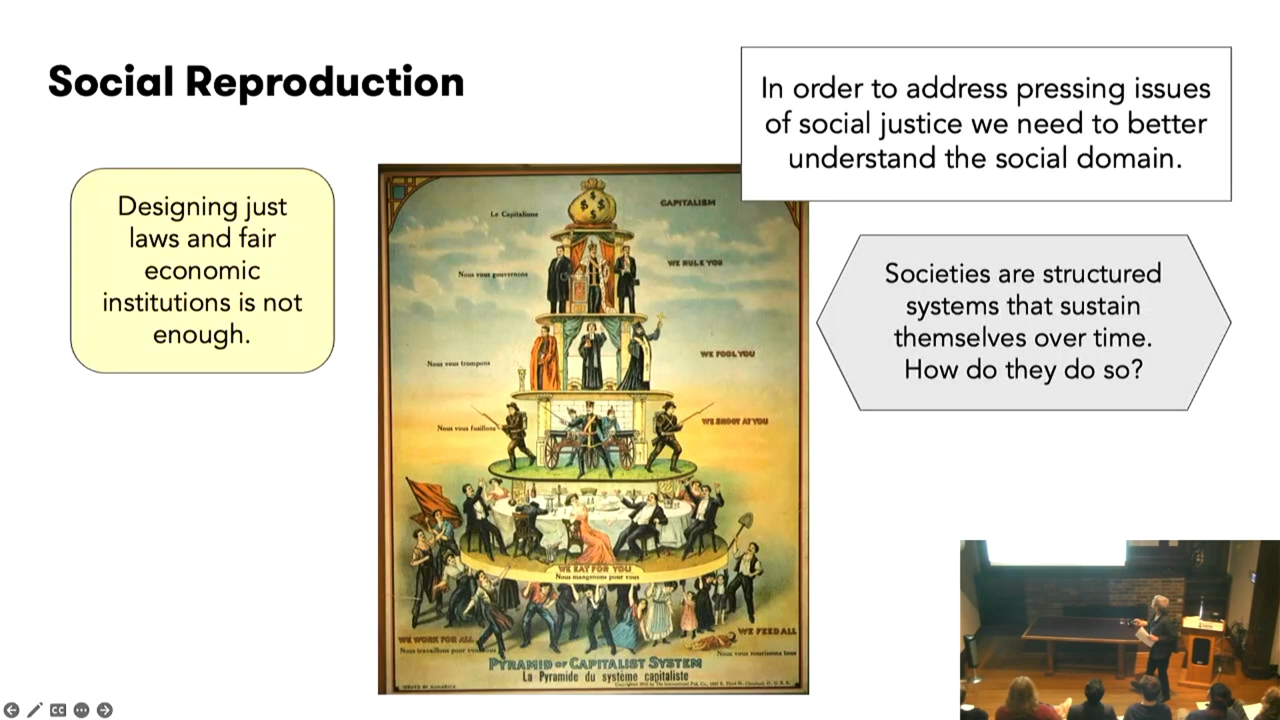 Social Reproduction
In order to address pressing issues
of social justice we need to better
understand the social domain.
Designing just
laws and fair
economic
institutions is not
enough.
Societies are structured
systems that sustain
themselves over time.
How do they do so?
Le Capitalisme
CAPITALISM
Nous vous gouvernons
WE RULE YOU
Nous vous trompons
WE FOOL YOU
Nous vous fusillons
WE SHOOT AT YOU
WE EAT FOR YOU
Nous mangeons pour vous
WE WORK FOR ALL
Nous travaillons pour
WE FEED ALL
Nous vous nourissons tous
PYRAMID OF CAPITALIST SYSTEM
La Pyramide du système capitaliste
CC